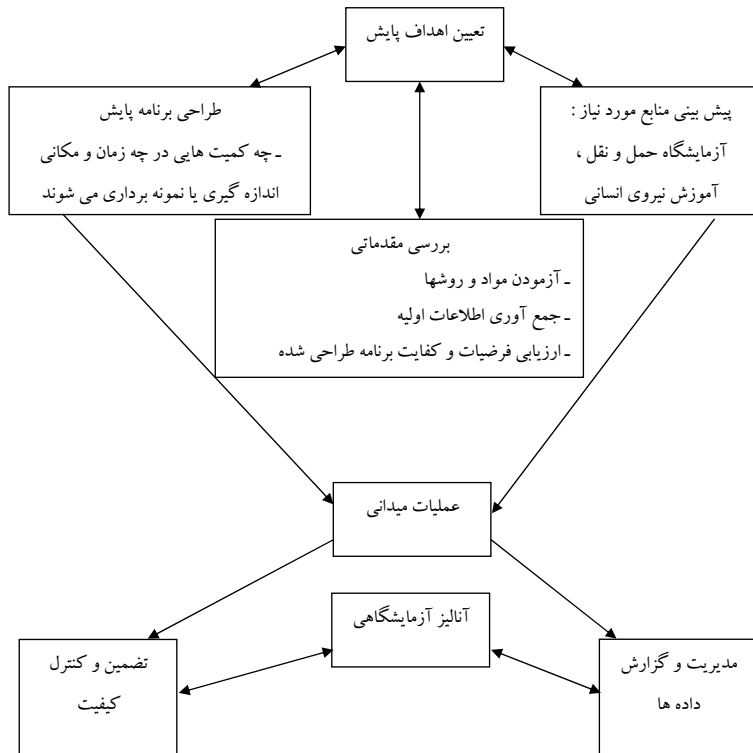 تعیین اهداف پایش
پیش بینی منابع مورد نیاز :
آزمایشگاه حمل و نقل ،
آموزش نیروی انسانی
طراحی برنامه پایش
ـ چه کمیت هایی در چه زمان و مکانی
اندازه گیری یا نمونه برداری می شوند
بررسی مقدماتی
ـ آزمودن مواد و روشها
ـ جمع آوری اطلاعات اولیه
ـ ارزیابی فرضیات و کفایت برنامه طراحی شده
عملیات میدانی
آنالیز آزمایشگاهی
مدیریت و گزارش
داده ها
تضمین و کنترل
کیفیت